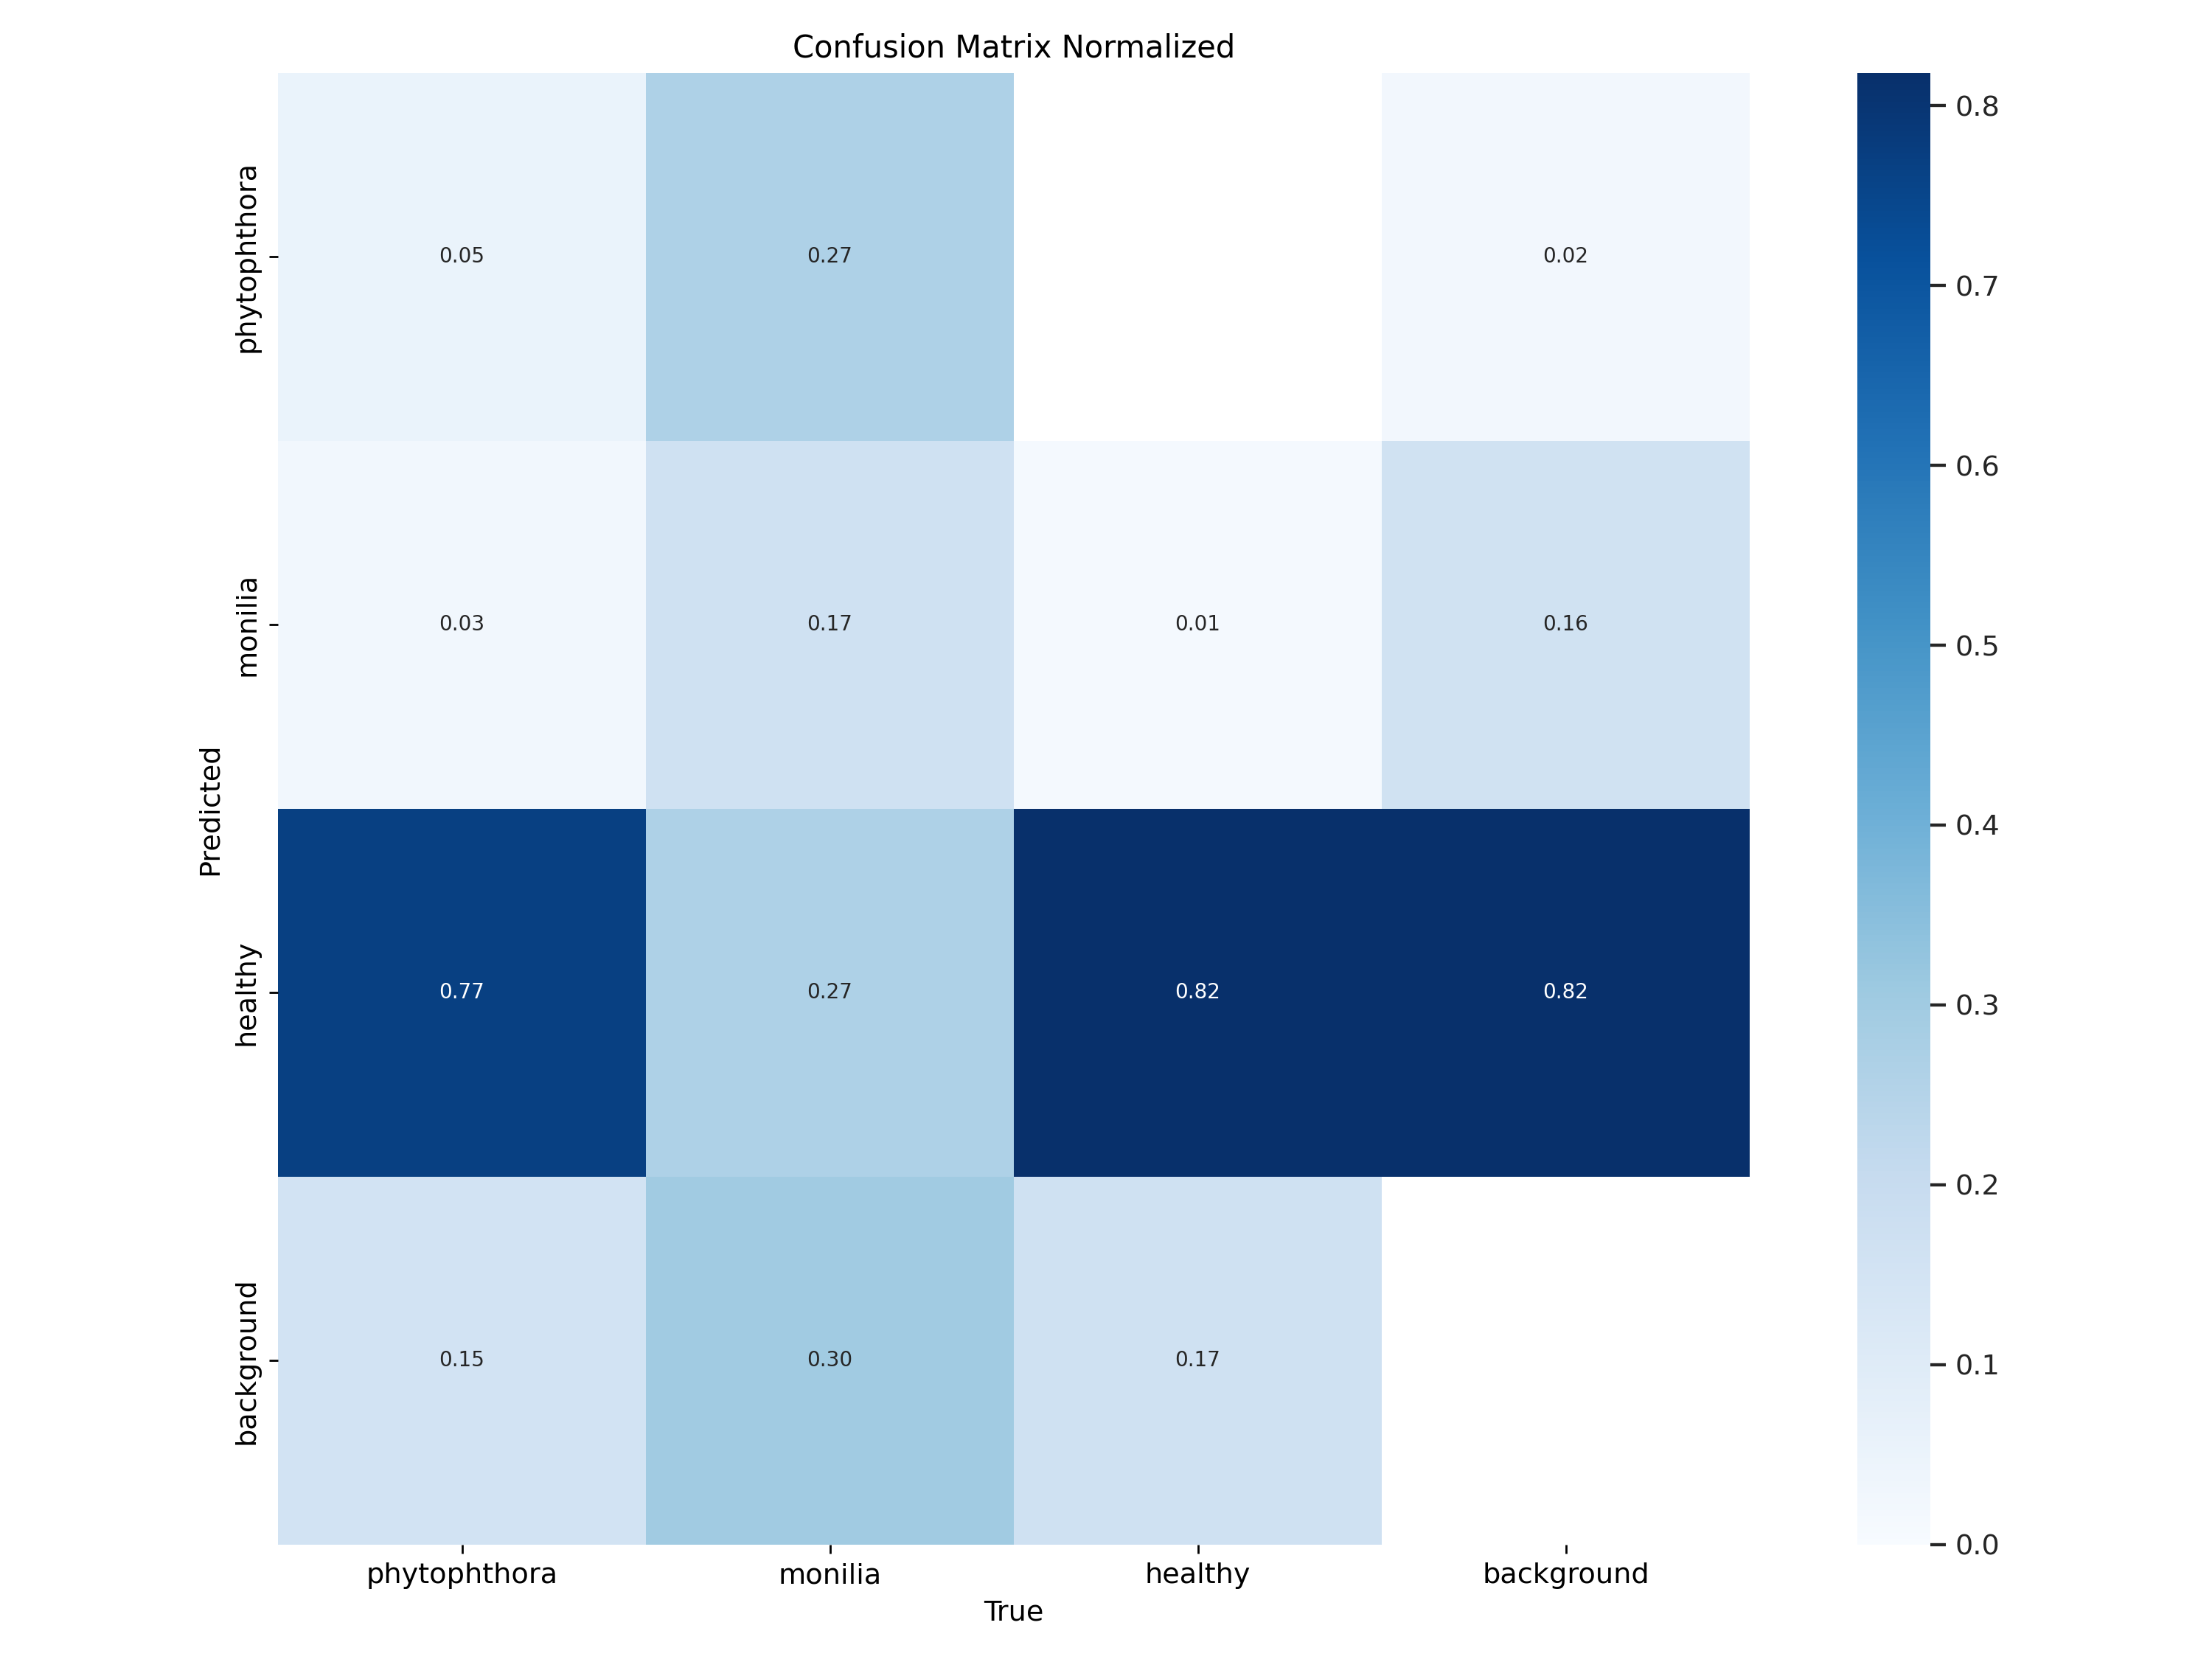 Confusion Matrix Normalized
phytophthora
0.05
0.27
0.02
monilia
0.03
0.17
0.01
0.16
healthy
0.77
0.27
0.82
0.82
background
0.15
0.30
0.17
Predicted
phytophthora
monilia
healthy
background
True
0.8
0.7
0.6
0.5
0.4
0.3
0.2
0.1
0.0